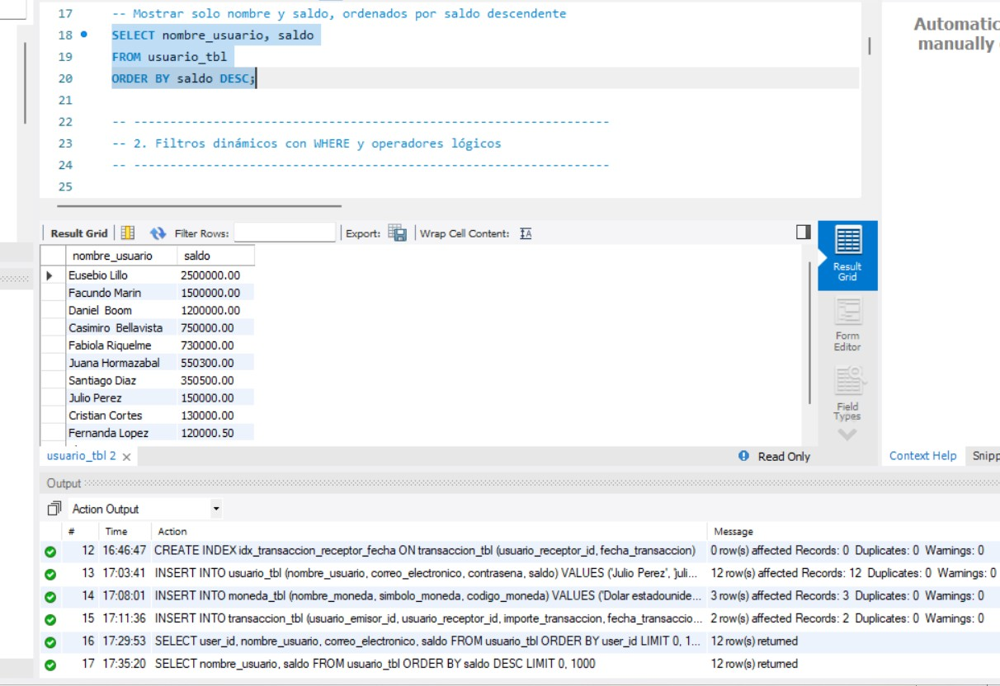 17 -- Mostrar solo nombre y saldo, ordenados por saldo descendente
18 SELECT nombre_usuario, saldo
19 FROM usuario_tbl
20 ORDER BY saldo DESC;
21
22 -- ------------------------------------------------------------------
23 -- 2. Filtros dinámicos con WHERE y operadores lógicos
24 -- ------------------------------------------------------------------
25
Automatic
manually
Result Grid Filter Rows: Export: Wrap Cell Content: IA
nombre_usuario saldo
Eusebio Lillo 2500000.00
Facundo Marin 1500000.00
Daniel Boom 1200000.00
Casimiro Bellavista 750000.00
Fabiola Riquelme 730000.00
Juana Hormazabal 550300.00
Santiago Diaz 350500.00
Julio Perez 150000.00
Cristian Cortes 130000.00
Fernanda Lopez 120000.50
Result
Grid
Form
Editor
Field
Types
usuario_tbl 2 Read Only
Context Help Snipp
Output
Action Output
# Time Action Message
12 16:46:47 CREATE INDEX idx_transaccion_receptor_fecha ON transaccion_tbl (usuario_receptor_id, fecha_transaccion) 0 row(s) affected Records: 0 Duplicates: 0 Warnings: 0
13 17:03:41 INSERT INTO usuario_tbl (nombre_usuario, correo_electronico, contrasena, saldo) VALUES ('Julio Perez', 'juli... 12 row(s) affected Records: 12 Duplicates: 0 Warnings: 0
14 17:08:01 INSERT INTO moneda_tbl (nombre_moneda, simbolo_moneda, codigo_moneda) VALUES ('Dolar estadounide... 3 row(s) affected Records: 3 Duplicates: 0 Warnings: 0
15 17:11:36 INSERT INTO transaccion_tbl (usuario_emisor_id, usuario_receptor_id, importe_transaccion, fecha_transaccio... 2 row(s) affected Records: 2 Duplicates: 0 Warnings: 0
16 17:29:53 SELECT user_id, nombre_usuario, correo_electronico, saldo FROM usuario_tbl ORDER BY user_id LIMIT 0, 1... 12 row(s) returned
17 17:35:20 SELECT nombre_usuario, saldo FROM usuario_tbl ORDER BY saldo DESC LIMIT 0, 1000 12 row(s) returned